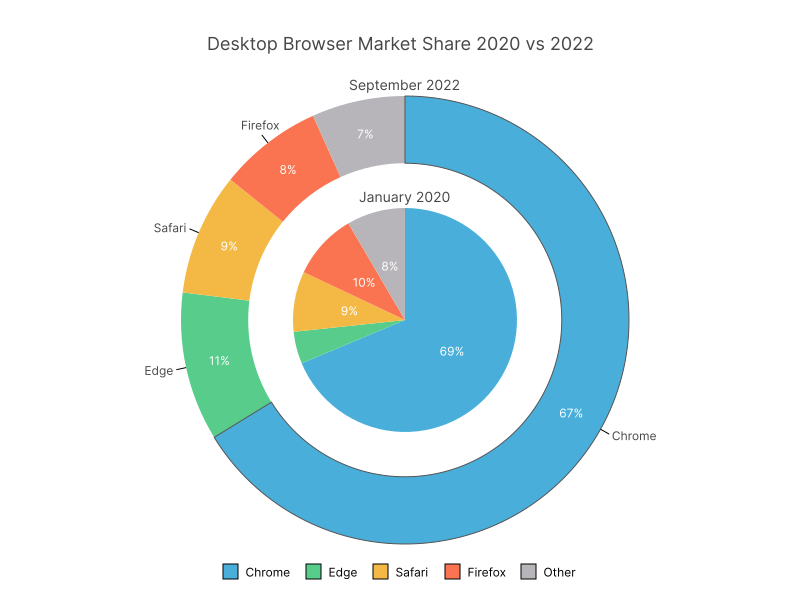 Desktop Browser Market Share 2020 vs 2022
September 2022
Firefox
7%
8%
January 2020
Safari
9%
8%
10%
9%
69%
11%
Edge
67%
Chrome
Chrome Edge Safari Firefox Other